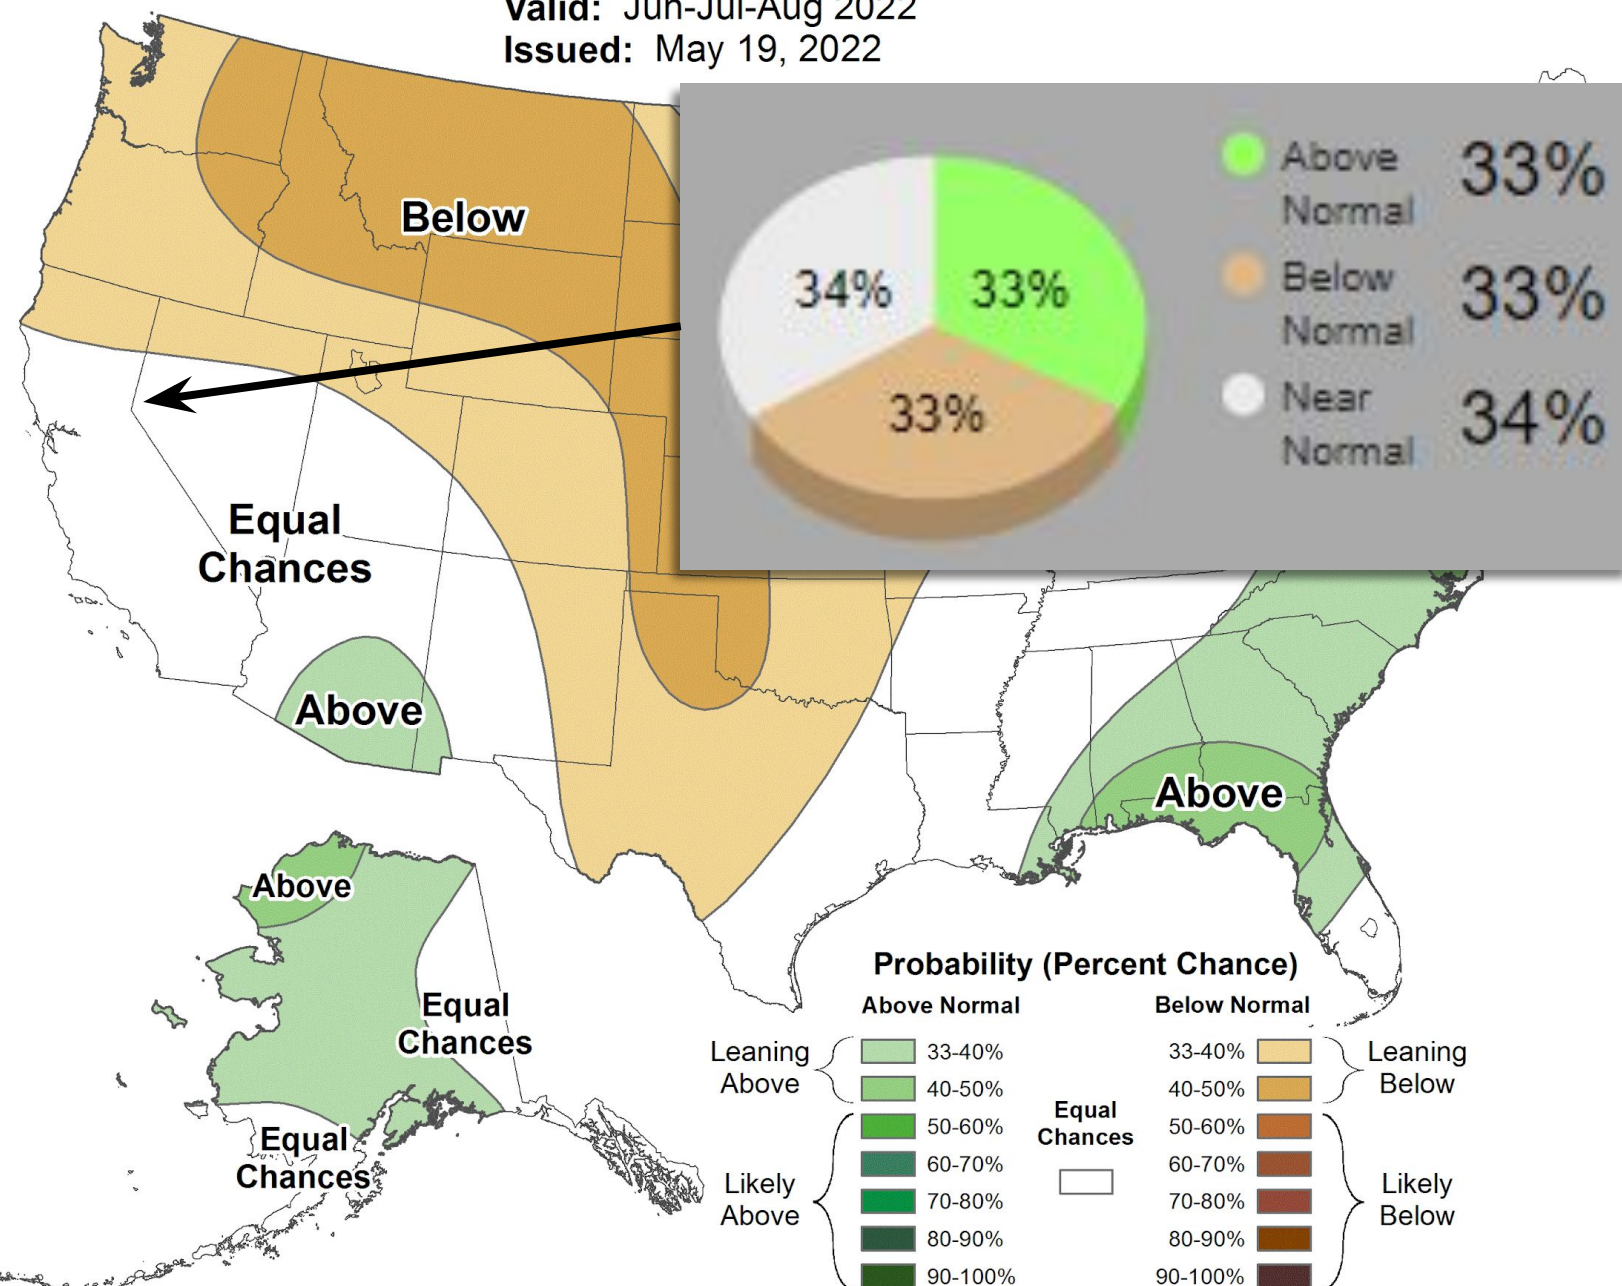 Valid: Jun-Jul-Aug 2022
Issued: May 19, 2022
Below
Equal
Chances
Above
34%
33%
33%
Above
Normal
33%
Below
Normal
33%
Near
Normal
34%
Above
Above
Equal
Chances
Equal
Chances
Probability (Percent Chance)
Above Normal
Below Normal
Leaning
Above
33-40%
40-50%
Likely
Above
50-60%
60-70%
70-80%
80-90%
90-100%
Equal
Chances
33-40%
40-50%
Leaning
Below
50-60%
60-70%
70-80%
80-90%
90-100%
Likely
Below